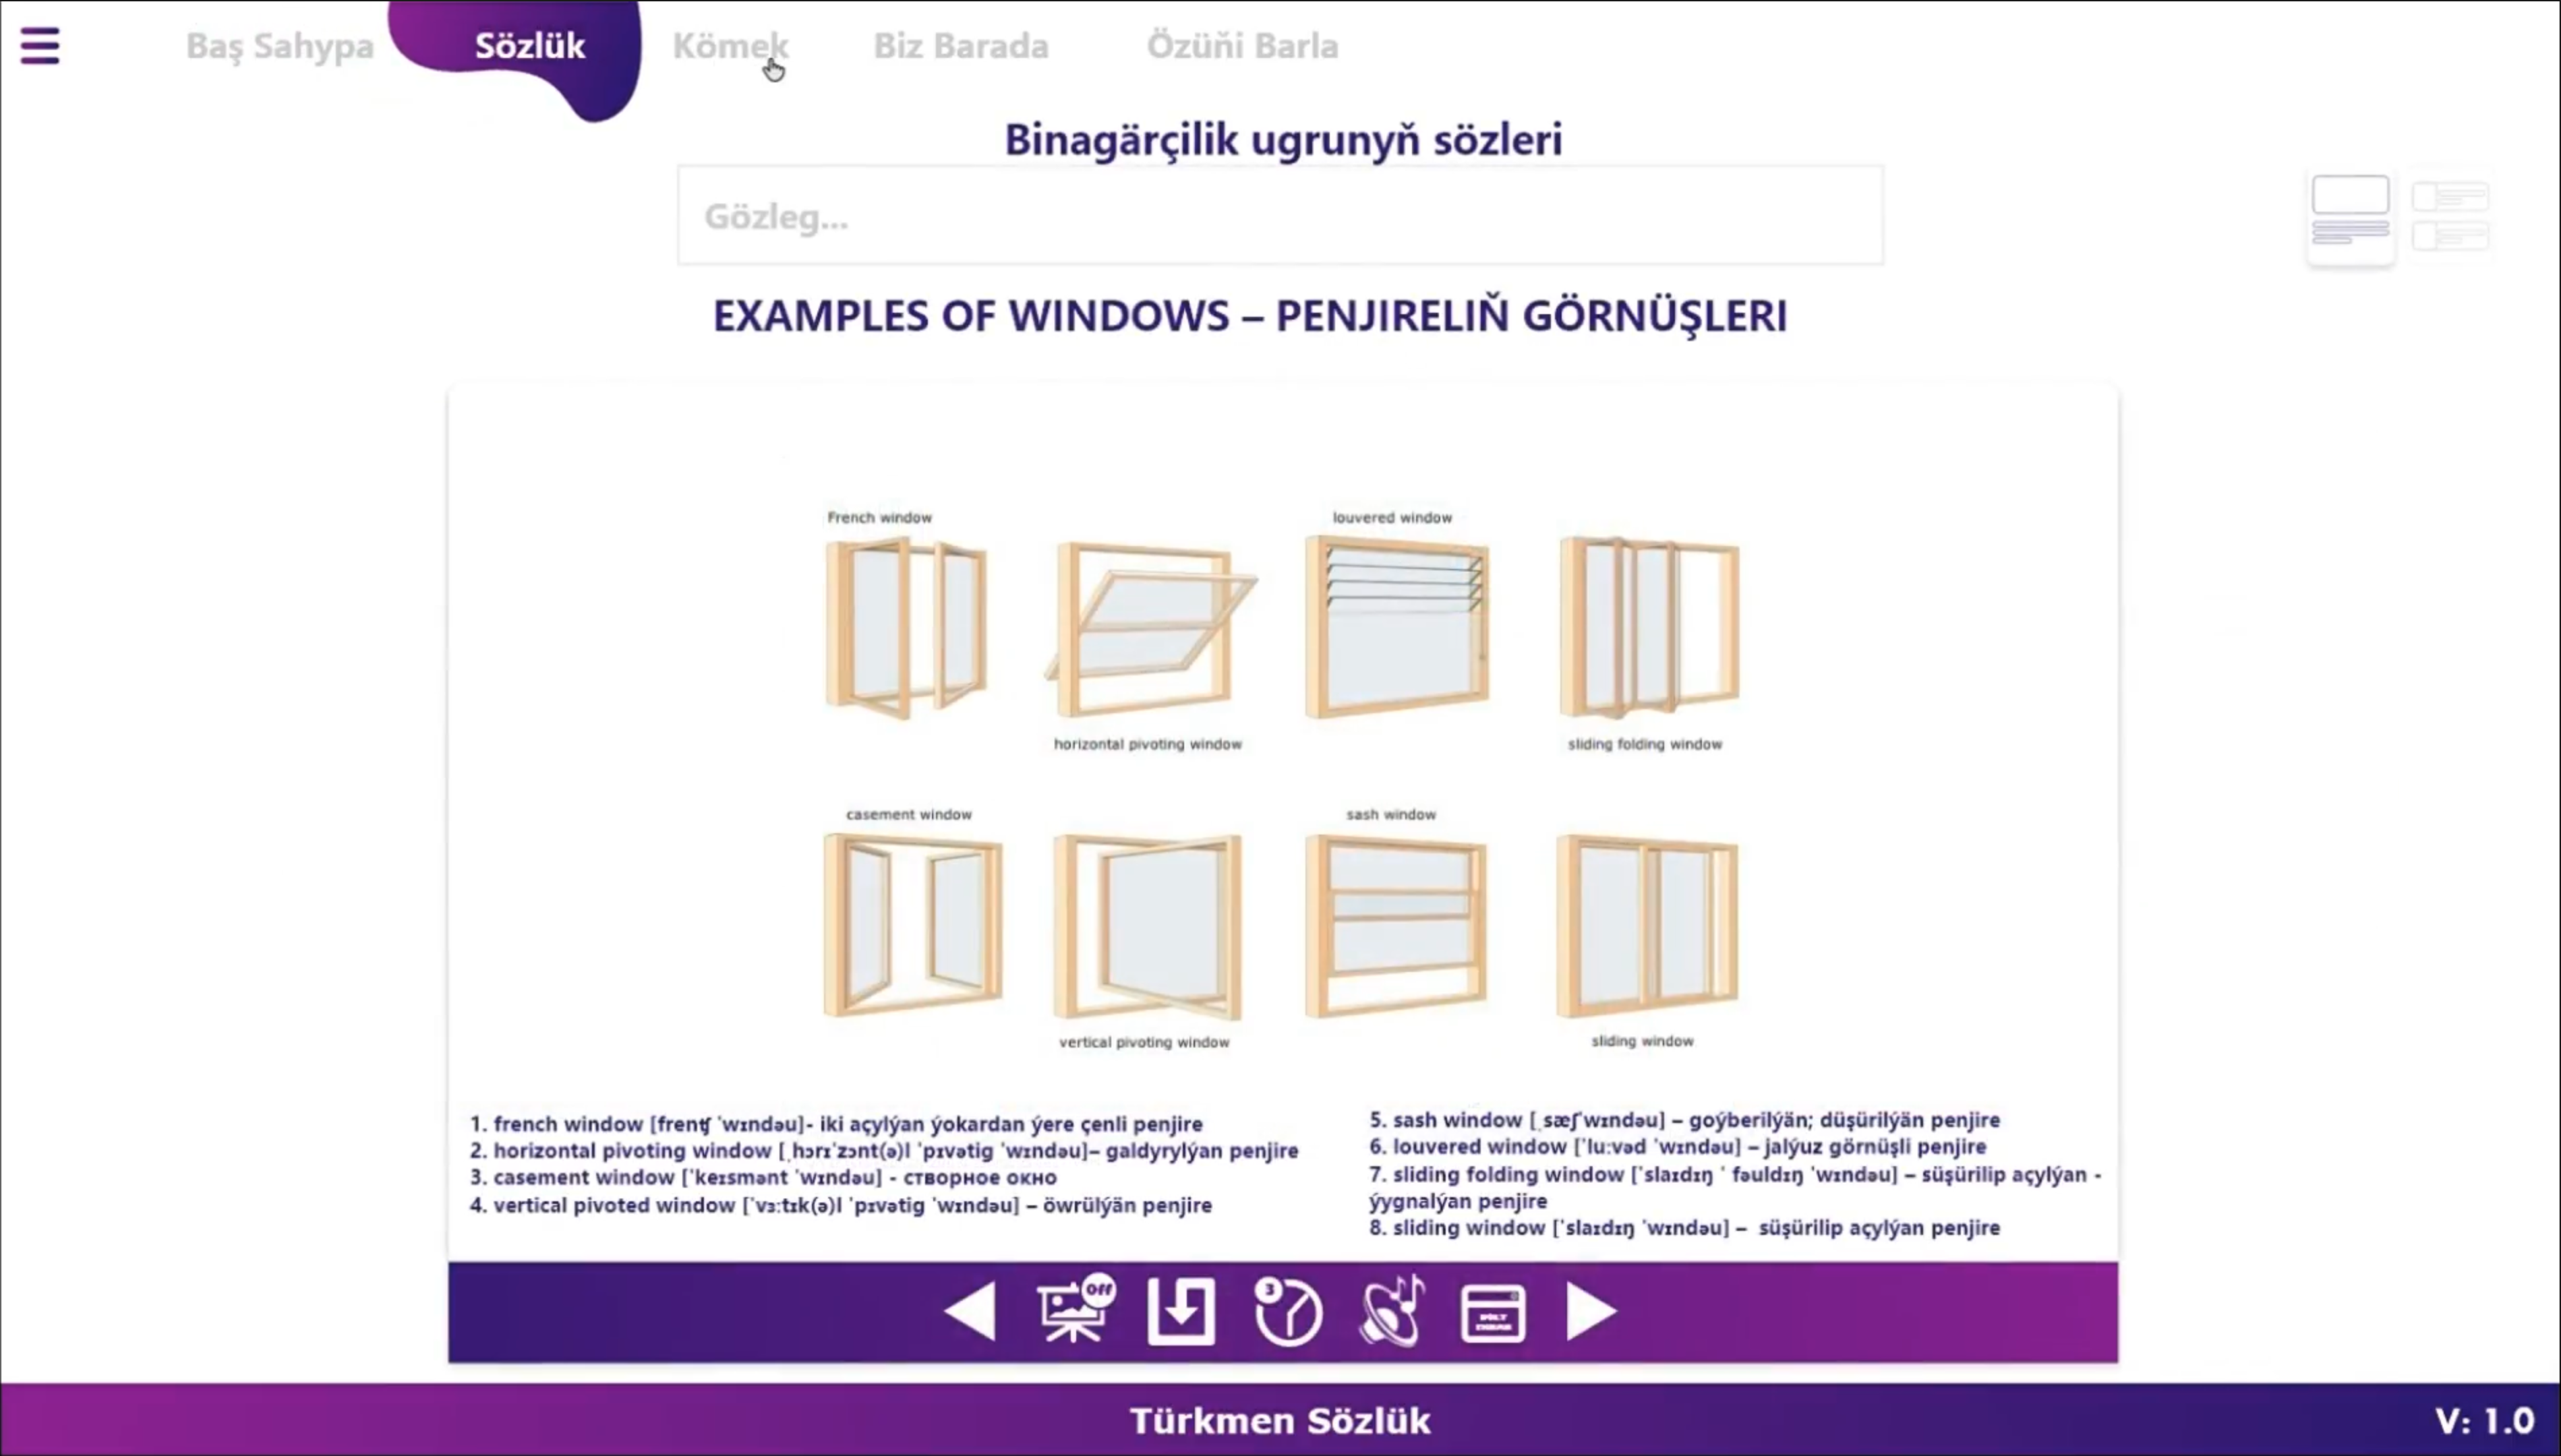 Baş Sahypa Sözlük Kömek Biz Barada Özüňi Barla
Binagärçilik ugrunyň sözleri
Gözleg...
EXAMPLES OF WINDOWS – PENJIRELIŇ GÖRNÜŞLERI
French window
louvered window
horizontal pivoting window
sliding folding window
casement window
sash window
vertical pivoting window
sliding window
1. french window [frenʧ ˈwɪndəu]- iki açylýan ýokardan ýere çenli penjire
2. horizontal pivoting window [ˌhɔrɪˈzɔnt(ə)l ˈpɪvətig ˈwɪndəu]– galdyrylýan penjire
3. casement window [ˈkeɪsmənt ˈwɪndəu] - створное окно
4. vertical pivoted window [ˈvɜːtɪk(ə)l ˈpɪvətig ˈwɪndəu] – öwrülýän penjire
5. sash window [ˌsæʃˈwɪndəu] – goýberilýän; düşürilýän penjire
6. louvered window [ˈluːvəd ˈwɪndəu] – jalýuz görnüşli penjire
7. sliding folding window [ˈslaɪdɪŋ ˈ fəuldɪŋ ˈwɪndəu] – süşürilip açylýan -
ýygnalýan penjire
8. sliding window [ˈslaɪdɪŋ ˈwɪndəu] – süşürilip açylýan penjire
Off
3
Türkmen Sözlük
V: 1.0